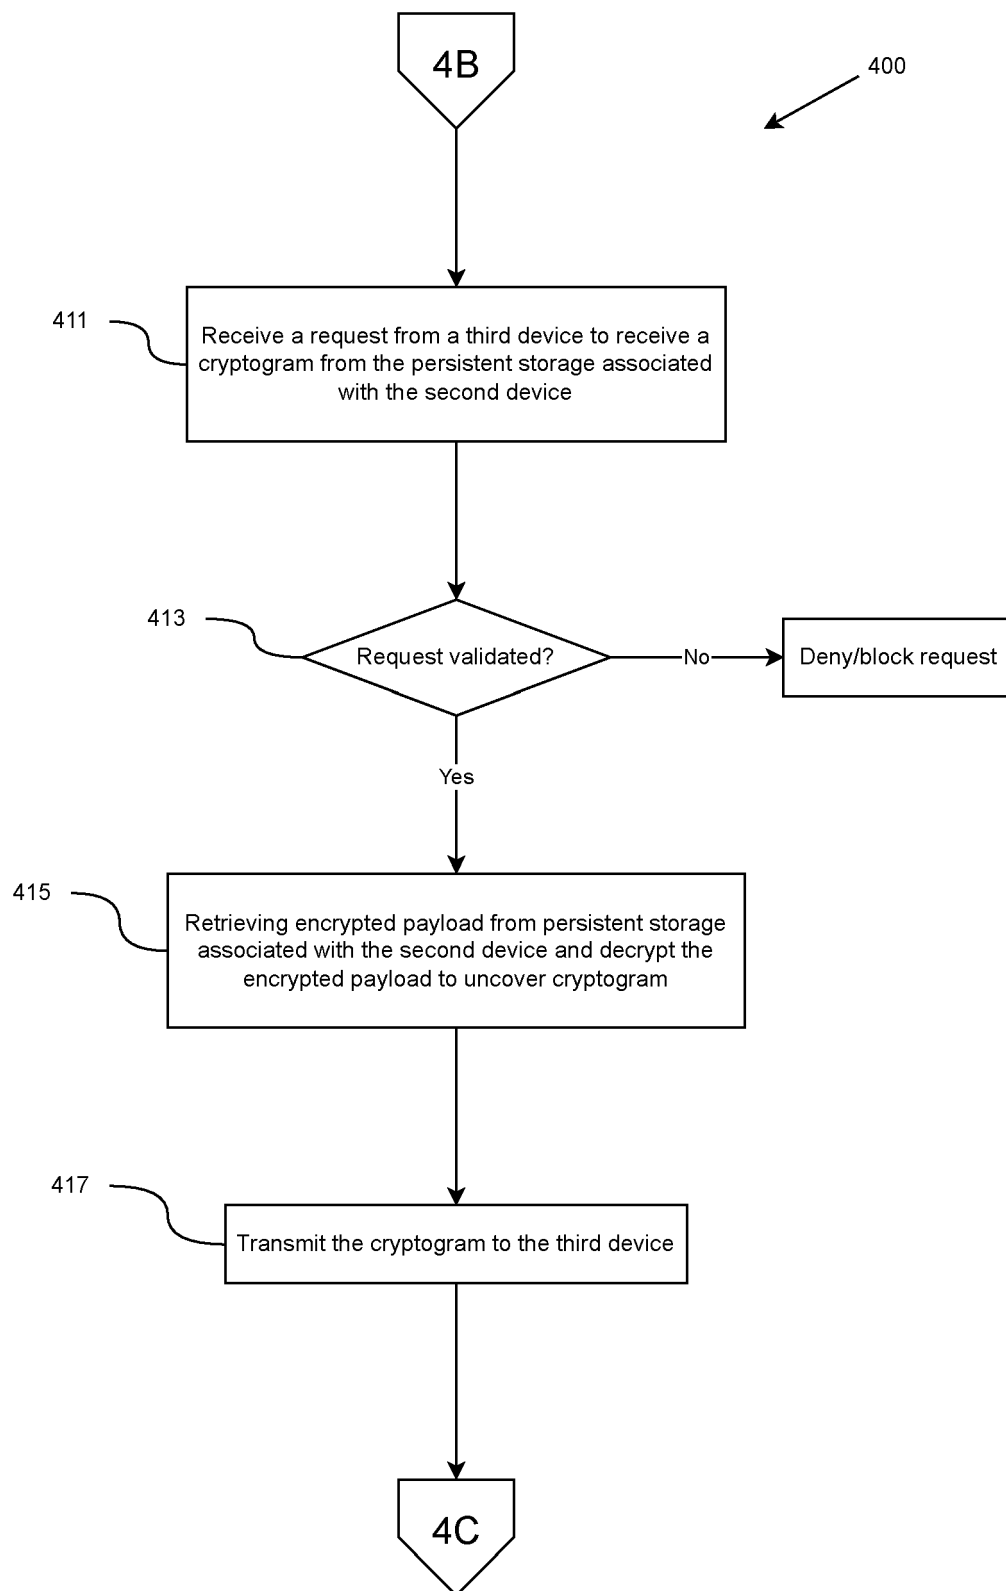 4B
400
411
Receive a request from a third device to receive a
cryptogram from the persistent storage associated
with the second device
413
Request validated?
No
Deny/block request
Yes
415
Retrieving encrypted payload from persistent storage
associated with the second device and decrypt the
encrypted payload to uncover cryptogram
417
Transmit the cryptogram to the third device
4C